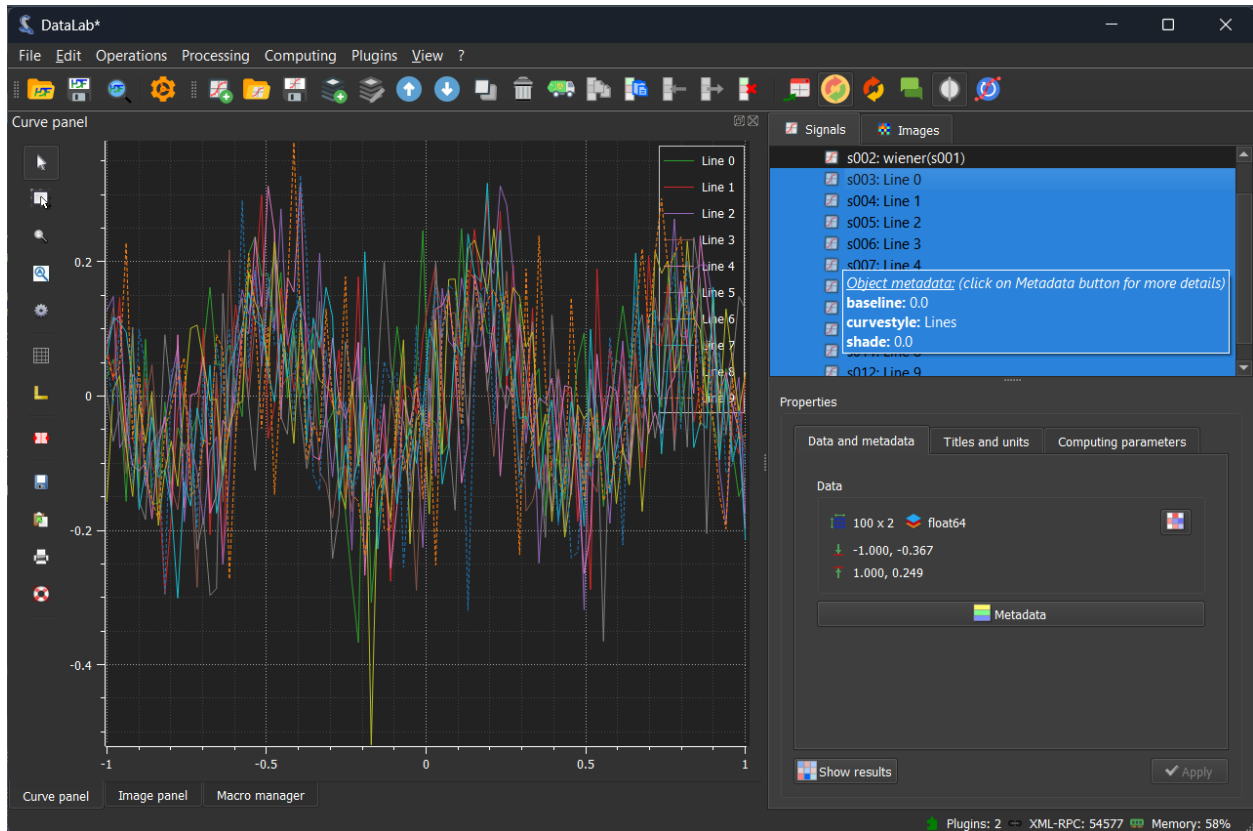 DataLab*
File Edit Operations Processing Computing Plugins View ?
Curve panel
Signals
Images
s002: wiener(s001)
s003: Line 0
s004: Line 1
s005: Line 2
s006: Line 3
s007: Line 4
Object metadata: (click on Metadata button for more details)
baseline: 0.0
curvestyle: Lines
shade: 0.0
s012: Line 9
Line 0
Line 1
Line 2
Line 3
Line 4
Line 5
Line 6
Line 7
Line 8
Line 9
0.2
0
-0.2
-0.4
-1
-0.5
0
0.5
1
Properties
Data and metadata
Titles and units
Computing parameters
Data
100 x 2
float64
-1.000, -0.367
1.000, 0.249
Metadata
Show results
Apply
Curve panel
Image panel
Macro manager
Plugins: 2
XML-RPC: 54577
Memory: 58%